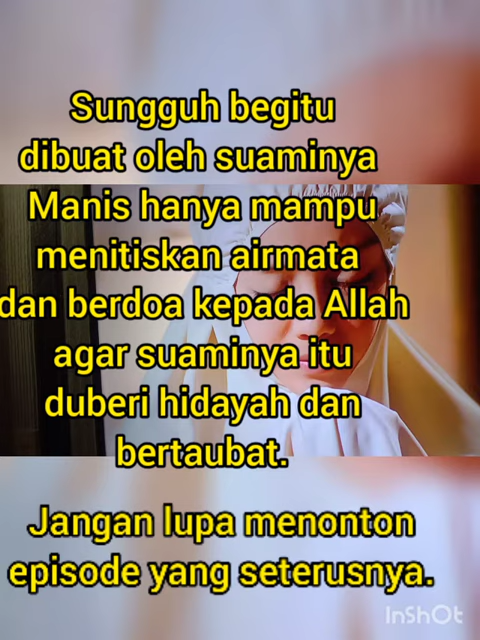 Sungguh begitu
dibuat oleh suaminya
Manis hanya mampu
menitiskan airmata
dan berdoa kepada Allah
agar suaminya itu
duberi hidayah dan
bertaubat.
Jangan lupa menonton
episode yang seterusnya.
InShOt